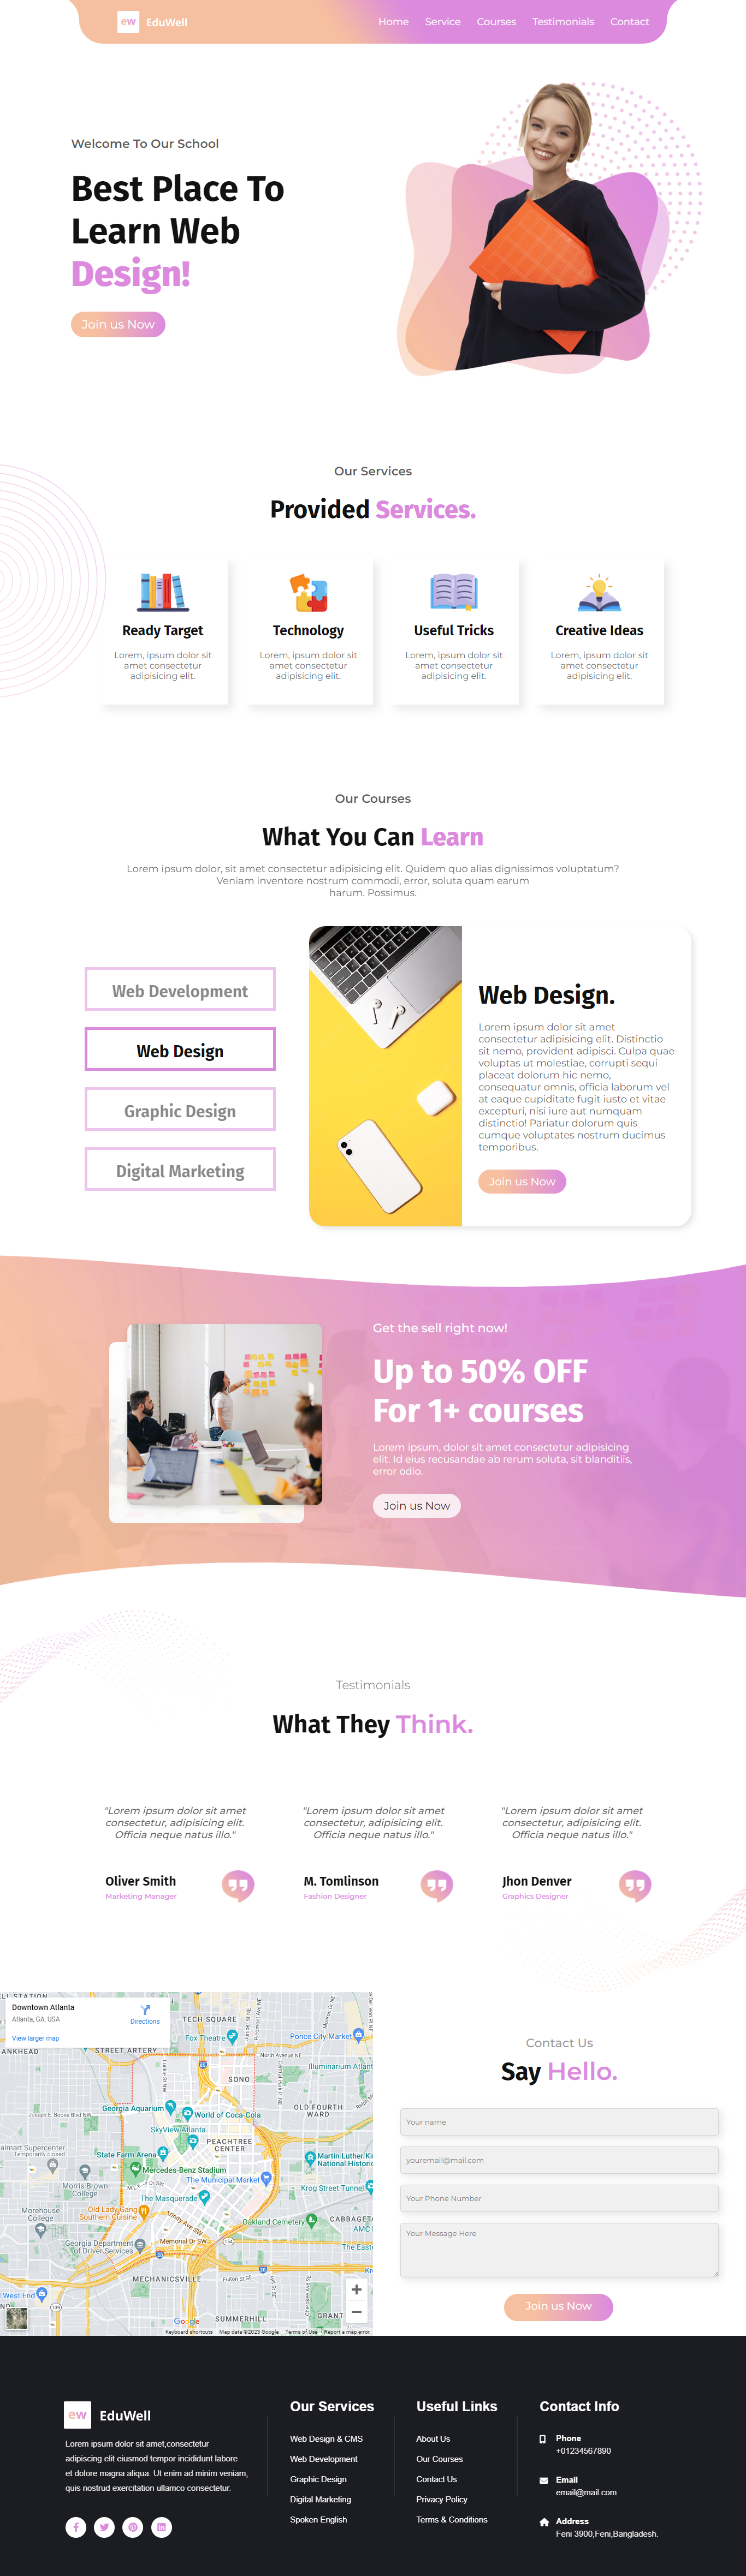 ew EduWell
Home Service Courses Testimonials Contact
Welcome To Our School
Best Place To
Learn Web
Design!
Join us Now
Our Services
Provided Services.
Ready Target
Lorem, ipsum dolor sit
amet consectetur
adipisicing elit.
Technology
Lorem, ipsum dolor sit
amet consectetur
adipisicing elit.
Useful Tricks
Lorem, ipsum dolor sit
amet consectetur
adipisicing elit.
Creative Ideas
Lorem, ipsum dolor sit
amet consectetur
adipisicing elit.
Our Courses
What You Can Learn
Lorem ipsum dolor, sit amet consectetur adipisicing elit. Quidem quo alias dignissimos voluptatum?
Veniam inventore nostrum commodi, error, soluta quam earum
harum. Possimus.
Web Development
Web Design
Graphic Design
Digital Marketing
Web Design.
Lorem ipsum dolor sit amet
consectetur adipisicing elit. Distinctio
sit nemo, provident adipisci. Culpa quae
voluptas ut molestiae, corrupti sequi
placeat dolorum hic nemo,
consequatur omnis, officia laborum vel
at eaque cupiditate fugit iusto et vitae
excepturi, nisi iure aut numquam
distinctio! Pariatur dolorum quis
cumque voluptates nostrum ducimus
temporibus.
Join us Now
Get the sell right now!
Up to 50% OFF
For 1+ courses
Lorem ipsum, dolor sit amet consectetur adipisicing
elit. Id eius recusandae ab rerum soluta, sit blanditiis,
error odio.
Join us Now
Testimonials
What They Think.
"Lorem ipsum dolor sit amet
consectetur, adipisicing elit.
Officia neque natus illo."
Oliver Smith
Marketing Manager
"Lorem ipsum dolor sit amet
consectetur, adipisicing elit.
Officia neque natus illo."
M. Tomlinson
Fashion Designer
"Lorem ipsum dolor sit amet
consectetur, adipisicing elit.
Officia neque natus illo."
Jhon Denver
Graphics Designer
Downtown Atlanta
Atlanta, GA, USA
Directions
View larger map
TECH SQUARE
Fox Theatre
Ponce City Market
STREET ARTERY
Illuminarium Atlant
SONO
Georgia Aquarium
World of Coca-Cola
OLD FOURTH
WARD
SkyView Atlanta
PEACHTREE
CENTER
State Farm Arena
Martin Luther Ki
National Historic
Mercedes-Benz Stadium
The Municipal Market
Morris Brown
College
Krog Street Tunnel
The Masquerade
Old Lady Gang
Southern Cuisine
Morehouse
College
Oakland Cemetery
CABBAGET
Georgia Department
of Driver Services
Memorial Dr SW
MECHANICSVILLE
West End
SUMMERHILL
GRANT
Google
Keyboard shortcuts Map data ©2023 Google Terms of Use Report a map error
Contact Us
Say Hello.
Your name
youremail@mail.com
Your Phone Number
Your Message Here
Join us Now
ew EduWell
Lorem ipsum dolor sit amet,consectetur
adipiscing elit eiusmod tempor incididunt labore
et dolore magna aliqua. Ut enim ad minim veniam,
quis nostrud exercitation ullamco consectetur.
Our Services
Web Design & CMS
Web Development
Graphic Design
Digital Marketing
Spoken English
Useful Links
About Us
Our Courses
Contact Us
Privacy Policy
Terms & Conditions
Contact Info
Phone
+01234567890
Email
email@mail.com
Address
Feni 3900,Feni,Bangladesh.